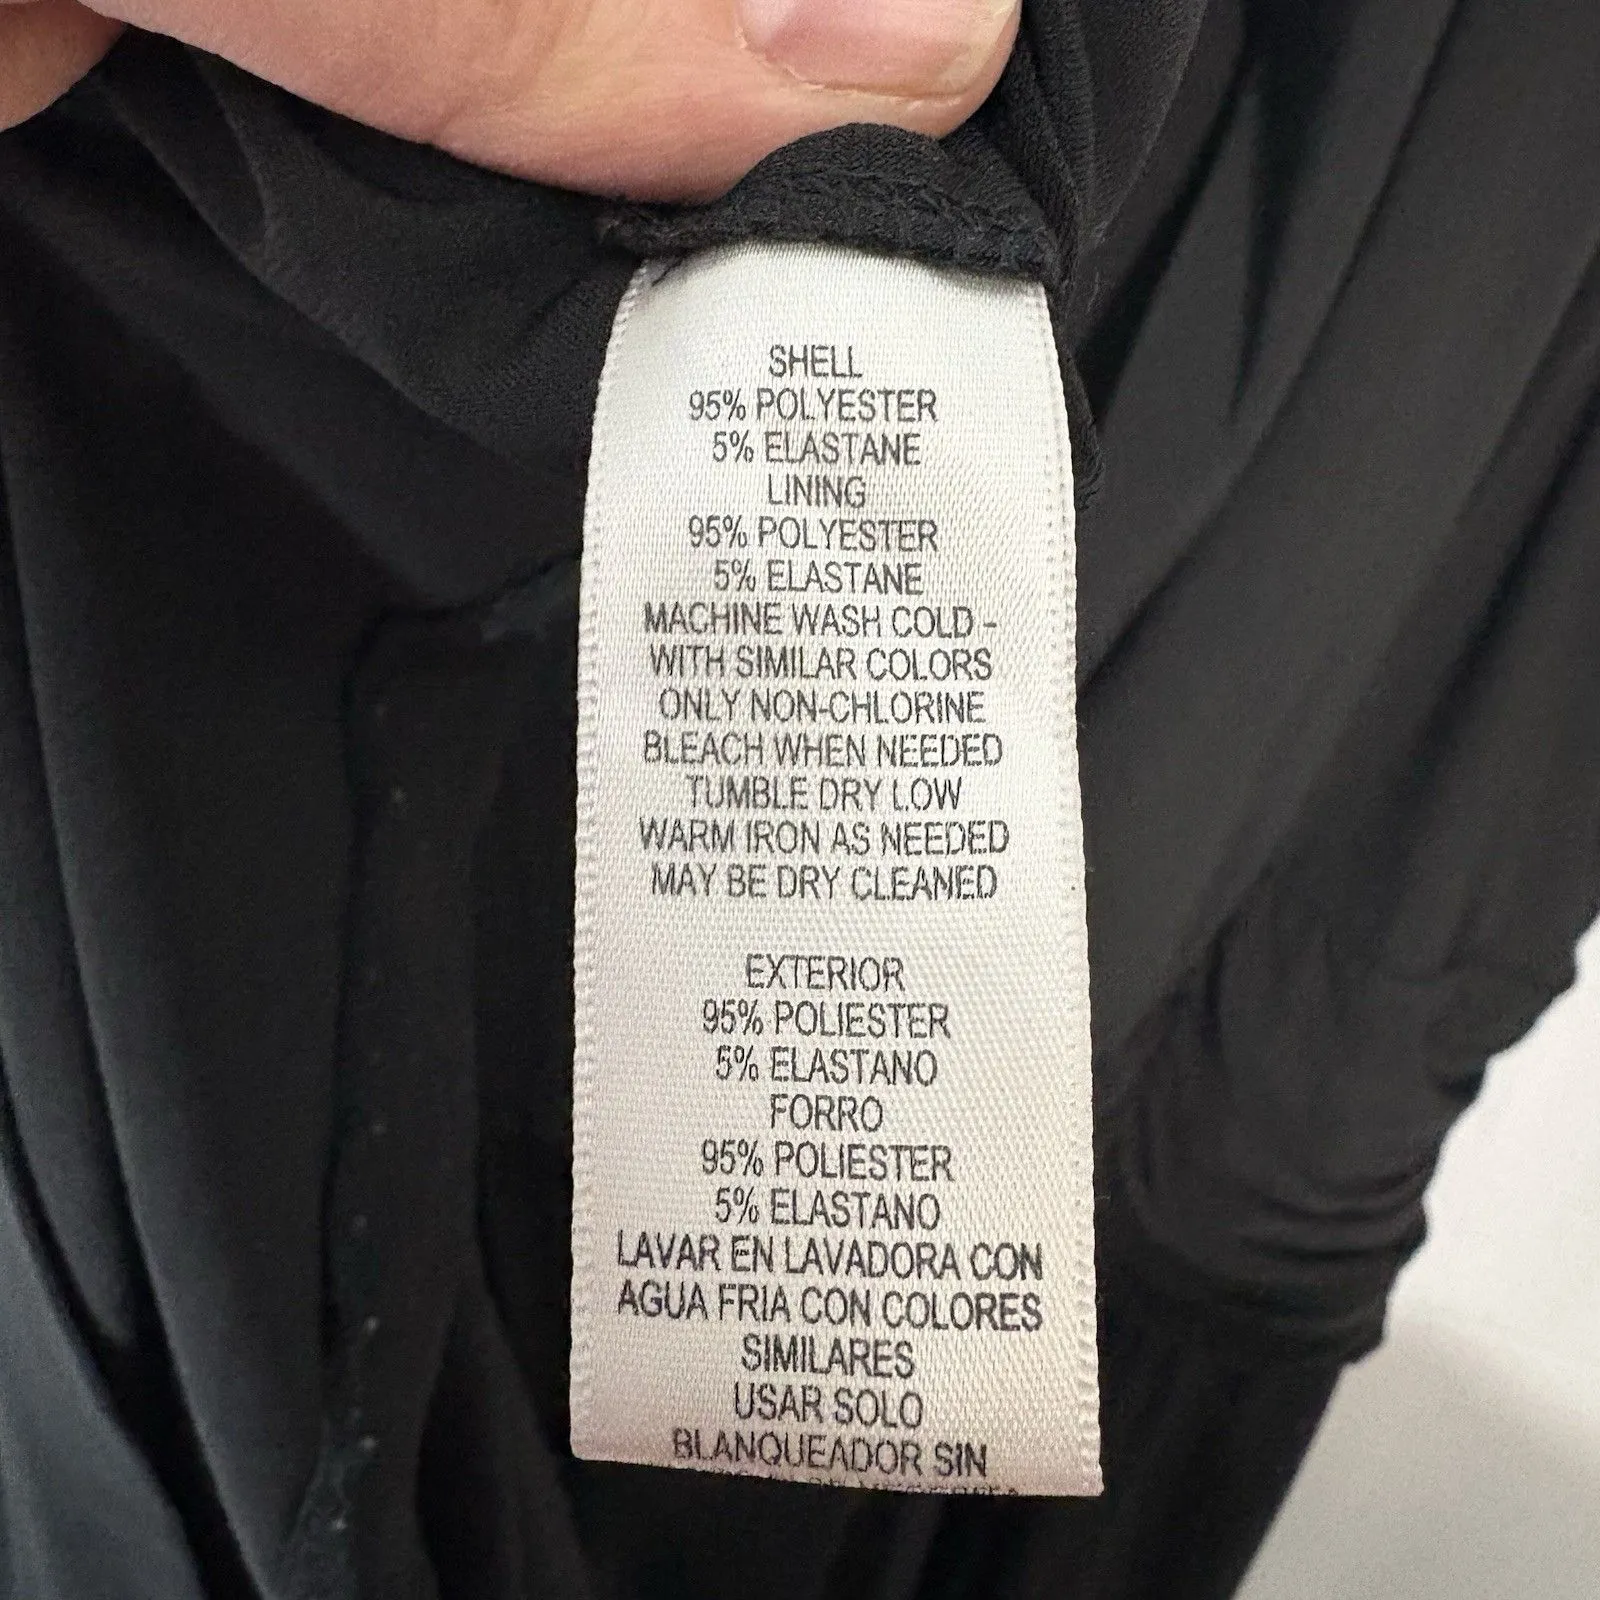 SHELL
95% POLYESTER
5% ELASTANE
LINING
95% POLYESTER
5% ELASTANE
MACHINE WASH COLD -
WITH SIMILAR COLORS
ONLY NON-CHLORINE
BLEACH WHEN NEEDED
TUMBLE DRY LOW
WARM IRON AS NEEDED
MAY BE DRY CLEANED
EXTERIOR
95% POLIESTER
5% ELASTANO
FORRO
95% POLIESTER
5% ELASTANO
LAVAR EN LAVADORA CON
AGUA FRIA CON COLORES
SIMILARES
USAR SOLO
BLANQUEADOR SIN